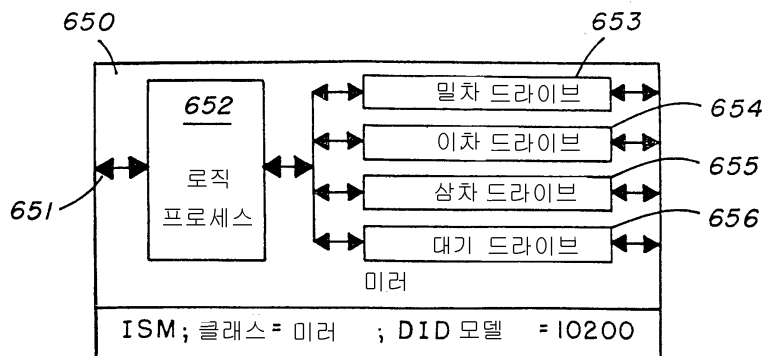 650
653
652
밀차 드라이브
654
이차 드라이브
655
651
로직
프로세스
삼차 드라이브
656
대기 드라이브
미러
ISM; 클래스= 미러 ; DID 모델 =10200